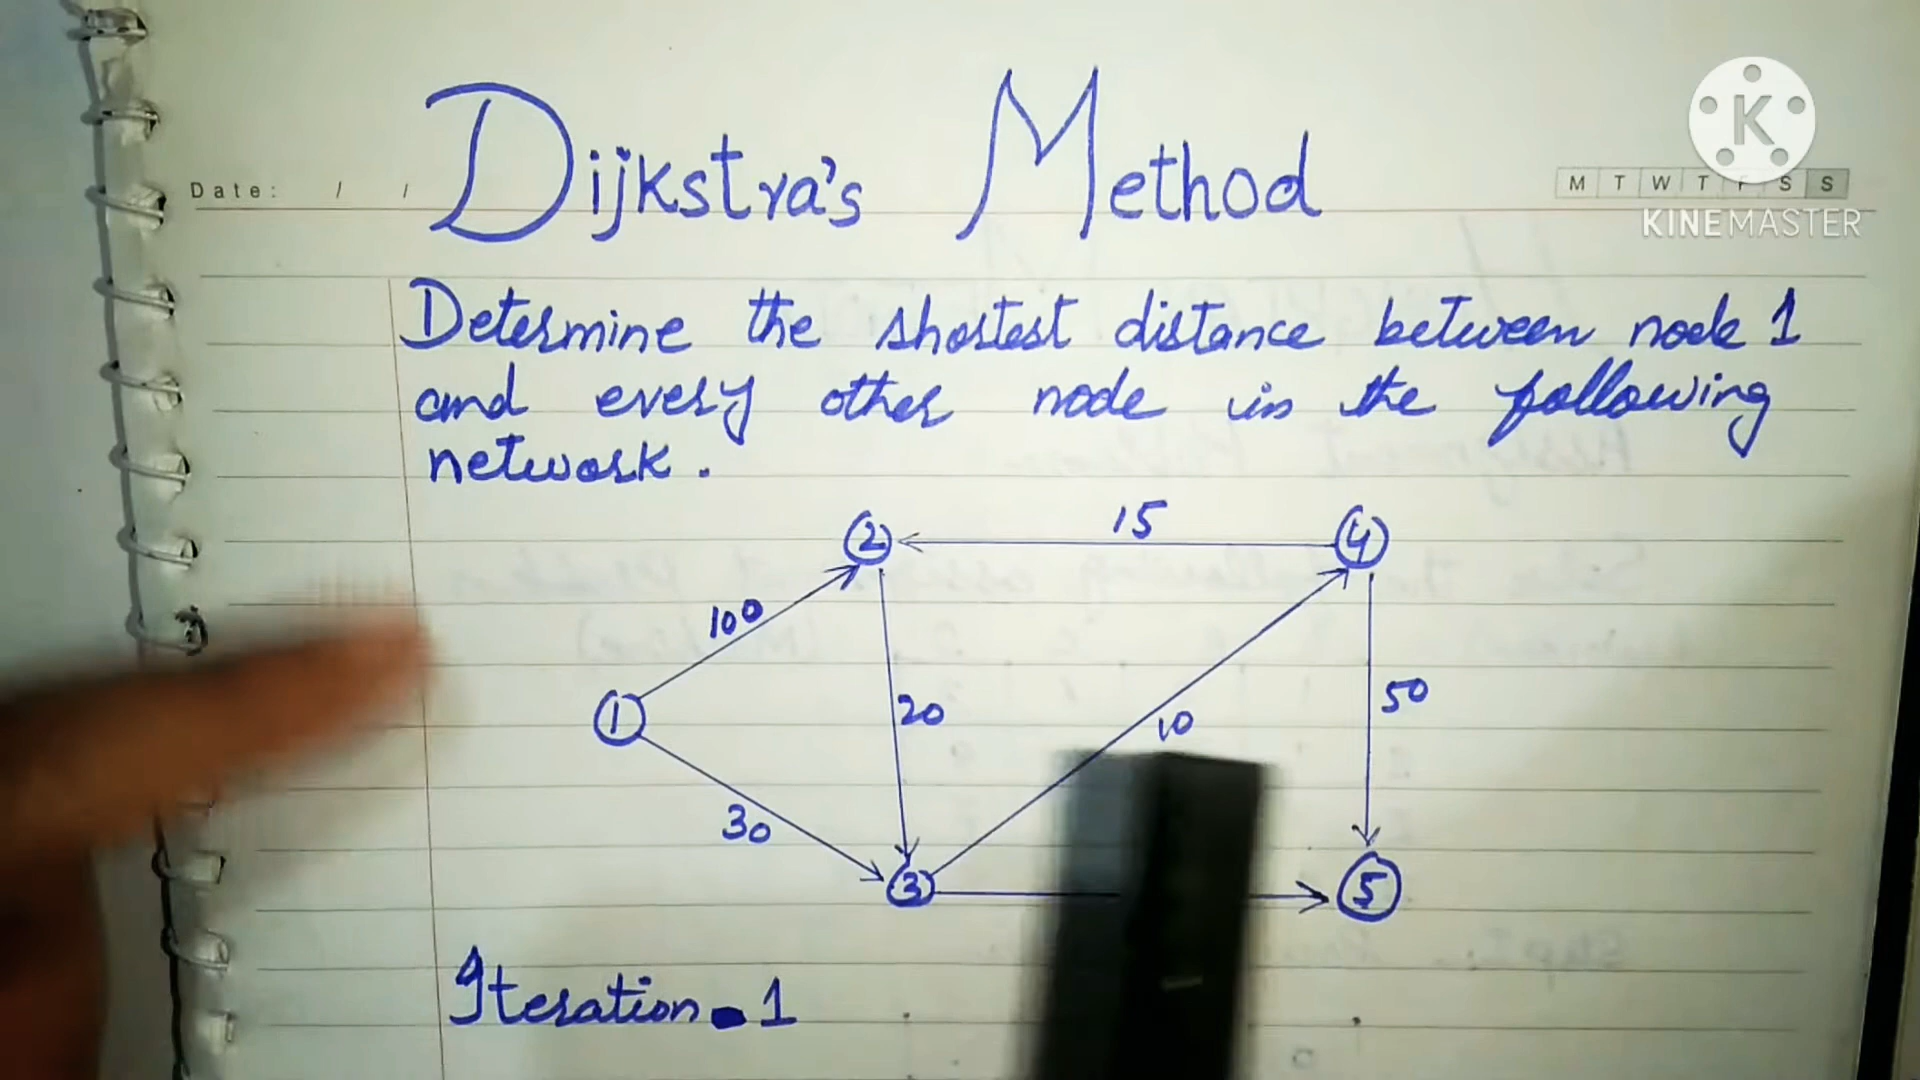 Dijkstra's Method
Date: / /
M T W T F S S
K
KINEMASTER
Determine the shortest distance between node 1
and every other node in the following
network.
2 15 4
100
1 20 10 50
30
3 5
Iteration 1